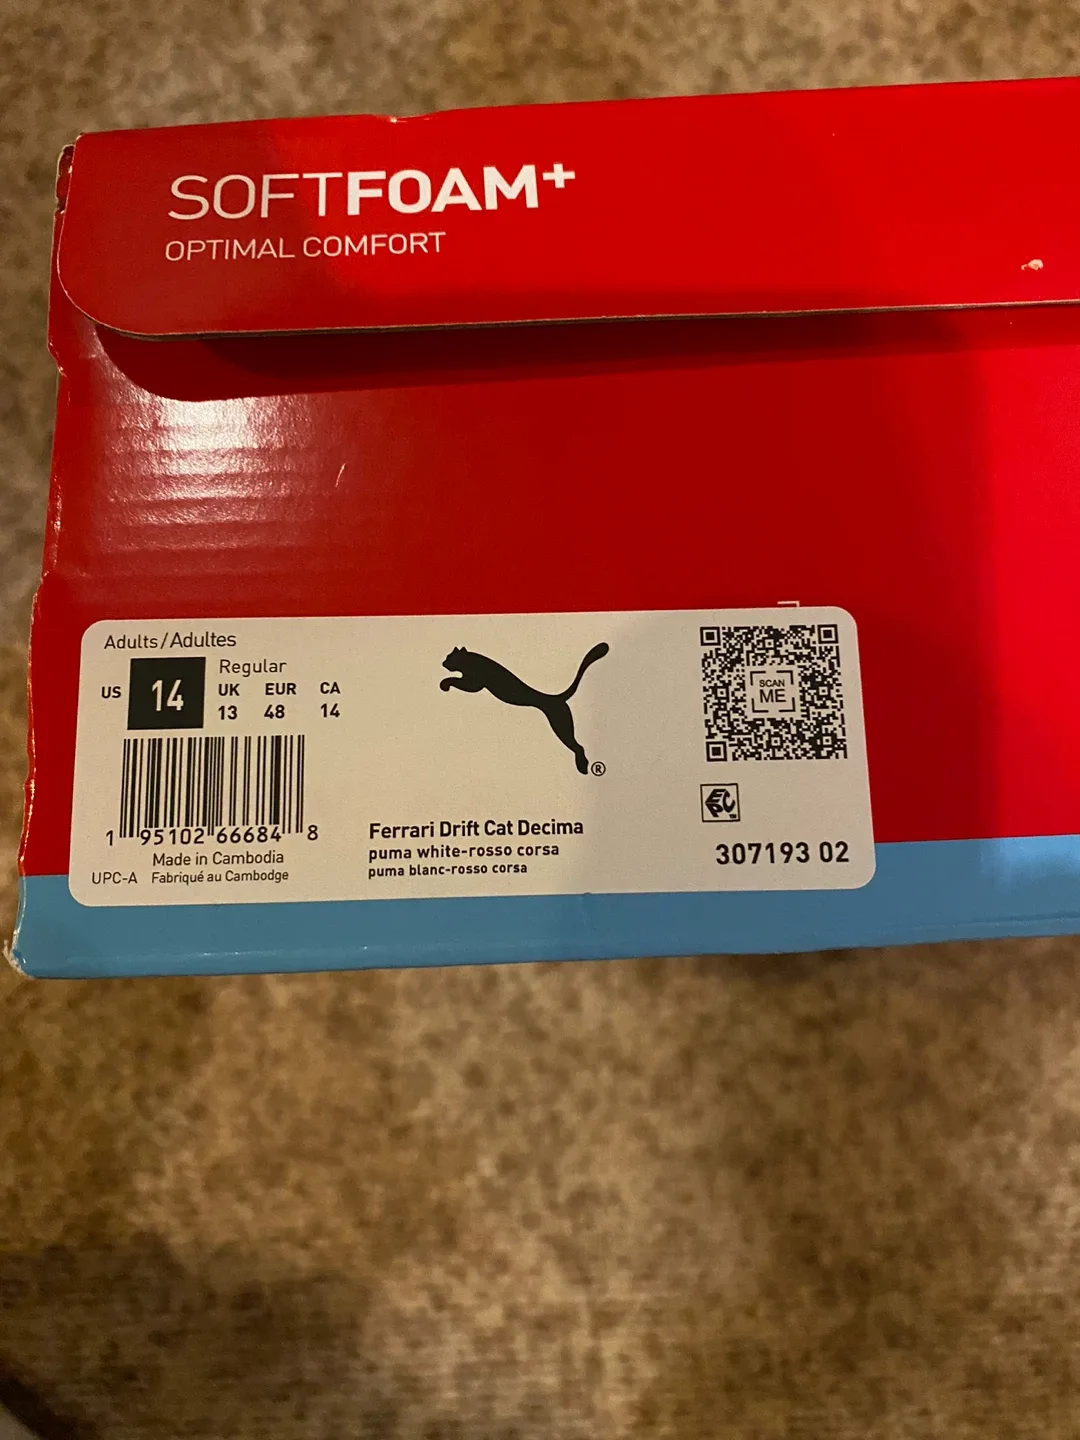 SOFTFOAM+
OPTIMAL COMFORT
Adults/Adultes
US 14 Regular
UK EUR CA
13 48 14
SCAN
ME
®
1 95102 66684 8
Made in Cambodia
UPC-A Fabriqué au Cambodge
Ferrari Drift Cat Decima
puma white-rosso corsa
puma blanc-rosso corsa
EPC
307193 02